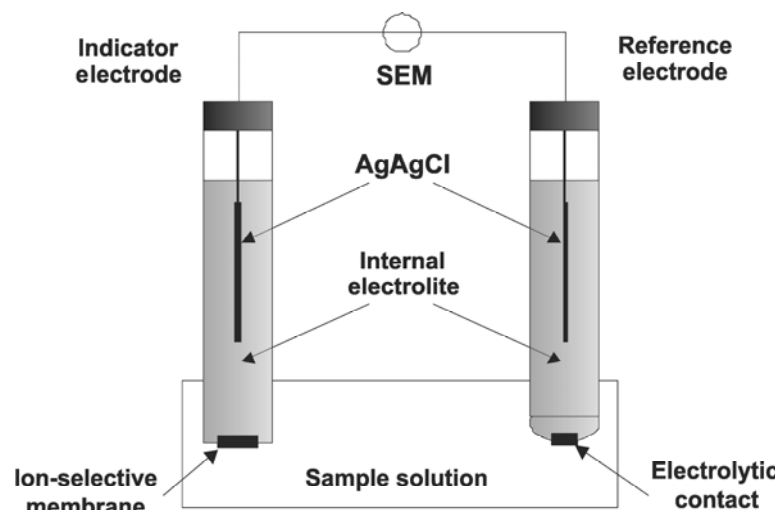 Indicator
electrode
SEM
Reference
electrode
AgAgCl
Internal
electrolite
Ion-selective
membrane
Sample solution
Electrolytic
contact